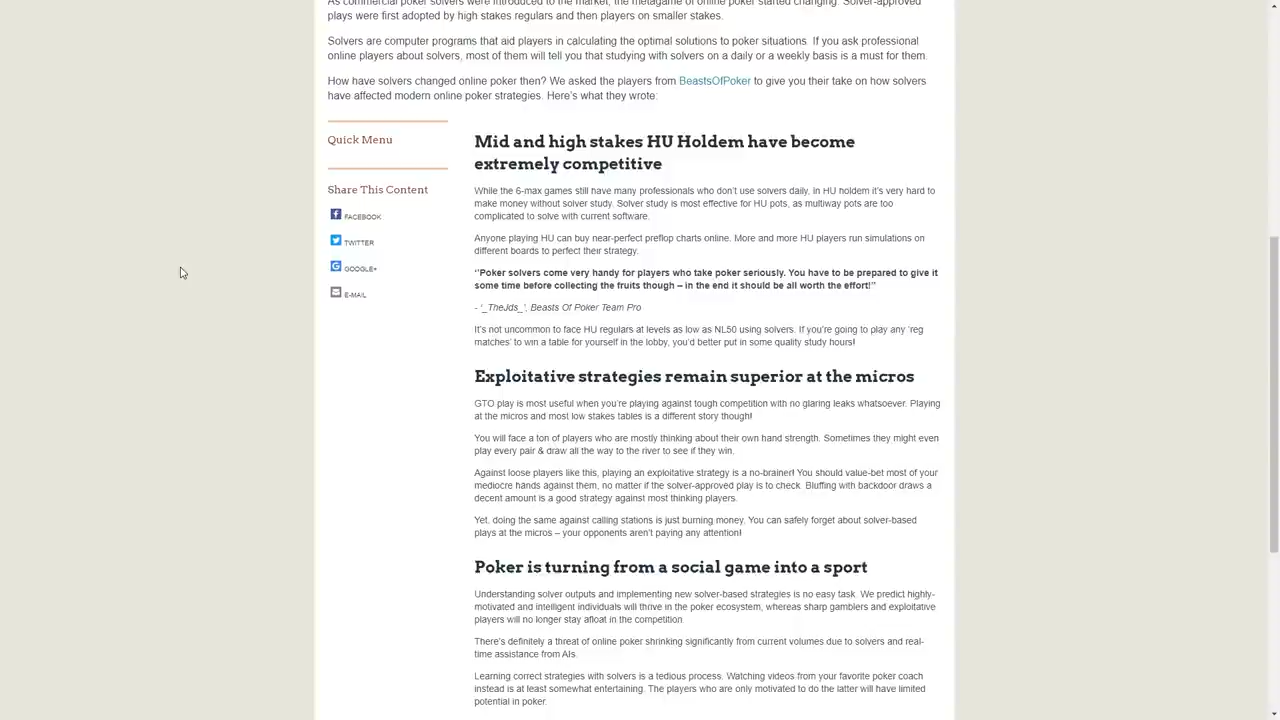 As commercial poker solvers were introduced to the market, the metagame of online poker started changing. Solver-approved
plays were first adopted by high stakes regulars and then players on smaller stakes.
Solvers are computer programs that aid players in calculating the optimal solutions to poker situations. If you ask professional
online players about solvers, most of them will tell you that studying with solvers on a daily or a weekly basis is a must for them.
How have solvers changed online poker then? We asked the players from BeastsOfPoker to give you their take on how solvers
have affected modern online poker strategies. Here's what they wrote:
Quick Menu
Share This Content
FACEBOOK
TWITTER
GOOGLE+
E-MAIL
Mid and high stakes HU Holdem have become
extremely competitive
While the 6-max games still have many professionals who don't use solvers daily, in HU holdem it's very hard to
make money without solver study. Solver study is most effective for HU pots, as multiway pots are too
complicated to solve with current software.
Anyone playing HU can buy near-perfect preflop charts online. More and more HU players run simulations on
different boards to perfect their strategy.
"Poker solvers come very handy for players who take poker seriously. You have to be prepared to give it
some time before collecting the fruits though – in the end it should be all worth the effort!"
- '_TheJds_', Beasts Of Poker Team Pro
It's not uncommon to face HU regulars at levels as low as NL50 using solvers. If you're going to play any 'reg
matches' to win a table for yourself in the lobby, you'd better put in some quality study hours!
Exploitative strategies remain superior at the micros
GTO play is most useful when you're playing against tough competition with no glaring leaks whatsoever. Playing
at the micros and most low stakes tables is a different story though!
You will face a ton of players who are mostly thinking about their own hand strength. Sometimes they might even
play every pair & draw all the way to the river to see if they win.
Against loose players like this, playing an exploitative strategy is a no-brainer! You should value-bet most of your
mediocre hands against them, no matter if the solver-approved play is to check. Bluffing with backdoor draws a
decent amount is a good strategy against most thinking players.
Yet, doing the same against calling stations is just burning money. You can safely forget about solver-based
plays at the micros – your opponents aren't paying any attention!
Poker is turning from a social game into a sport
Understanding solver outputs and implementing new solver-based strategies is no easy task. We predict highly-
motivated and intelligent individuals will thrive in the poker ecosystem, whereas sharp gamblers and exploitative
players will no longer stay afloat in the competition.
There's definitely a threat of online poker shrinking significantly from current volumes due to solvers and real-
time assistance from AIs.
Learning correct strategies with solvers is a tedious process. Watching videos from your favorite poker coach
instead is at least somewhat entertaining. The players who are only motivated to do the latter will have limited
potential in poker.